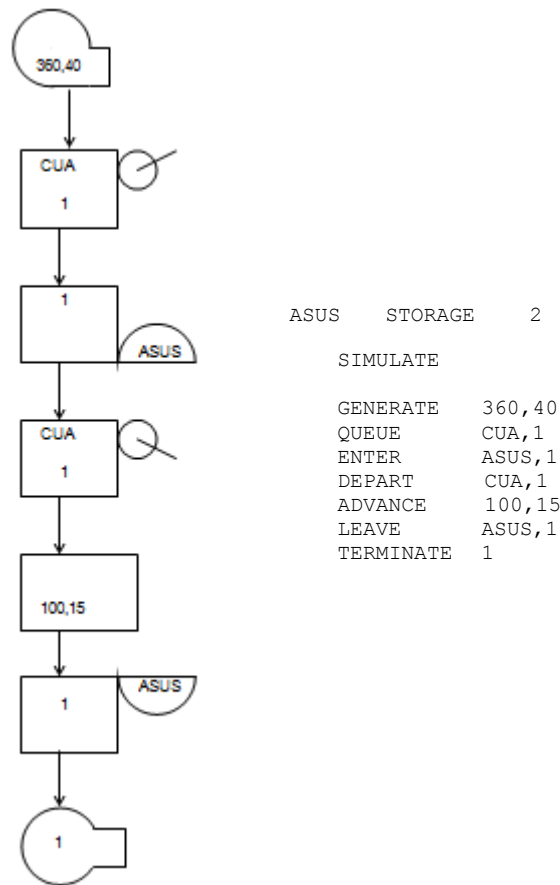 360,40
CUA
1
1
ASUS
CUA
1
100,15
1
ASUS
1
ASUS STORAGE 2
SIMULATE
GENERATE 360,40
QUEUE CUA,1
ENTER ASUS,1
DEPART CUA,1
ADVANCE 100,15
LEAVE ASUS,1
TERMINATE 1